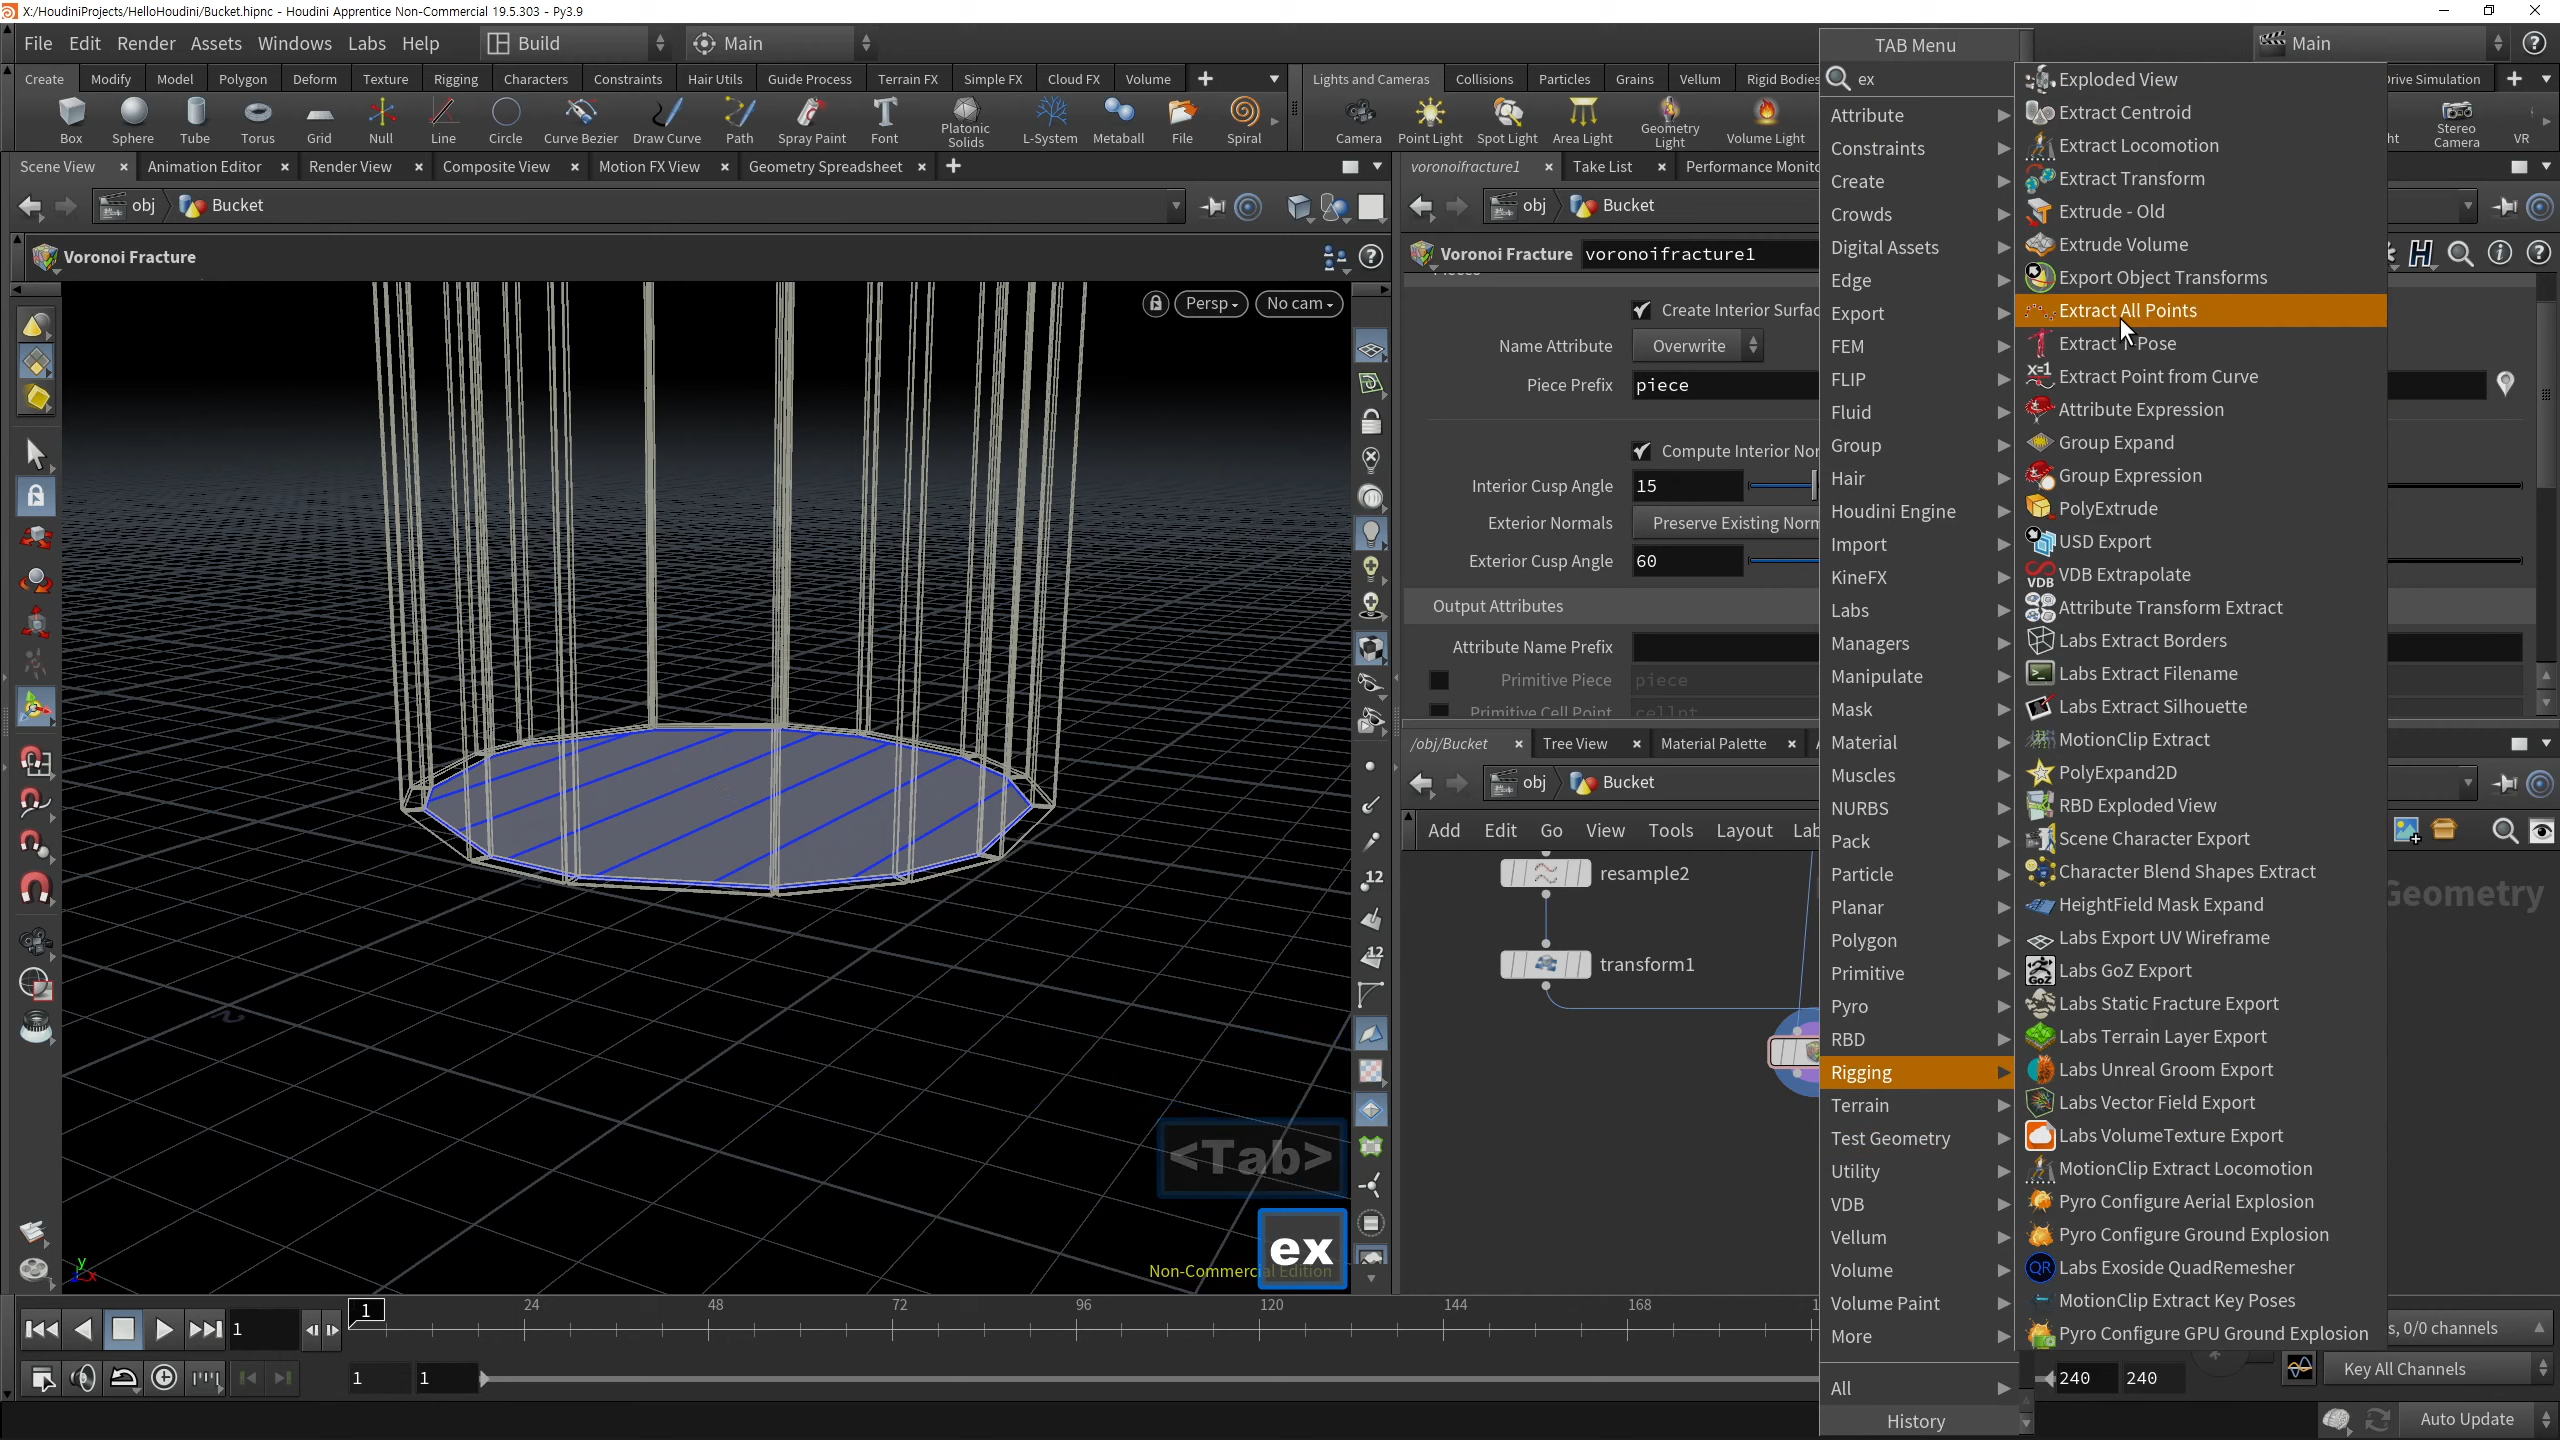 X:/HoudiniProjects/HelloHoudini/Bucket.hipnc - Houdini Apprentice Non-Commercial 19.5.303 - Py3.9
File Edit Render Assets Windows Labs Help Build Main
Main
Create Modify Model Polygon Deform Texture Rigging Characters Constraints Hair Utils Guide Process Terrain FX Simple FX Cloud FX Volume
Lights and Cameras Collisions Particles Grains Vellum Rigid Bodies Drive Simulation
Box Sphere Tube Torus Grid Null Line Circle Curve Bezier Draw Curve Path Spray Paint Font Platonic Solids L-System Metaball File Spiral
Camera Point Light Spot Light Area Light Geometry Light Volume Light ht Stereo Camera VR
Scene View Animation Editor Render View Composite View Motion FX View Geometry Spreadsheet
voronoifracture1 Take List Performance Monito
obj Bucket
obj Bucket
Voronoi Fracture
Persp No cam
Voronoi Fracture voronoifracture1
Create Interior Surfac
Name Attribute Overwrite
Piece Prefix piece
Compute Interior Nor
Interior Cusp Angle 15
Exterior Normals Preserve Existing Norm
Exterior Cusp Angle 60
Output Attributes
Attribute Name Prefix
Primitive Piece piece
Primitive Cell Point cellpt
12
12
/obj/Bucket Tree View Material Palette
obj Bucket
Add Edit Go View Tools Layout Lab
resample2
transform1
Geometry
TAB Menu
ex
Attribute
Constraints
Create
Crowds
Digital Assets
Edge
Export
FEM
FLIP
Fluid
Group
Hair
Houdini Engine
Import
KineFX
Labs
Managers
Manipulate
Mask
Material
Muscles
NURBS
Pack
Particle
Planar
Polygon
Primitive
Pyro
RBD
Rigging
Terrain
Test Geometry
Utility
VDB
Vellum
Volume
Volume Paint
More
All
History
Exploded View
Extract Centroid
Extract Locomotion
Extract Transform
Extrude - Old
Extrude Volume
Export Object Transforms
Extract All Points
Extract T-Pose
Extract Point from Curve
Attribute Expression
Group Expand
Group Expression
PolyExtrude
USD Export
VDB Extrapolate
Attribute Transform Extract
Labs Extract Borders
Labs Extract Filename
Labs Extract Silhouette
MotionClip Extract
PolyExpand2D
RBD Exploded View
Scene Character Export
Character Blend Shapes Extract
HeightField Mask Expand
Labs Export UV Wireframe
Labs GoZ Export
Labs Static Fracture Export
Labs Terrain Layer Export
Labs Unreal Groom Export
Labs Vector Field Export
Labs VolumeTexture Export
MotionClip Extract Locomotion
Pyro Configure Aerial Explosion
Pyro Configure Ground Explosion
Labs Exoside QuadRemesher
MotionClip Extract Key Poses
Pyro Configure GPU Ground Explosion
<Tab>
ex
Non-Commercial Edition
y
x
1 1 24 48 72 96 120 144 168
s, 0/0 channels
1 1 240 240 Key All Channels
Auto Update